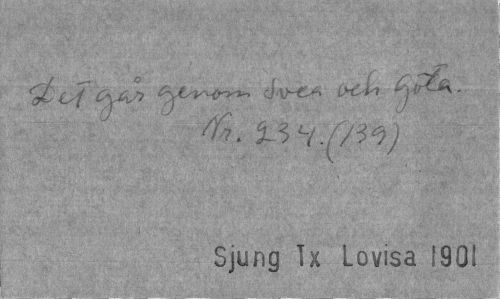 Det går genom Svea och Göta.
Nr. 234. (139)
Sjung Tx Lovisa 1901